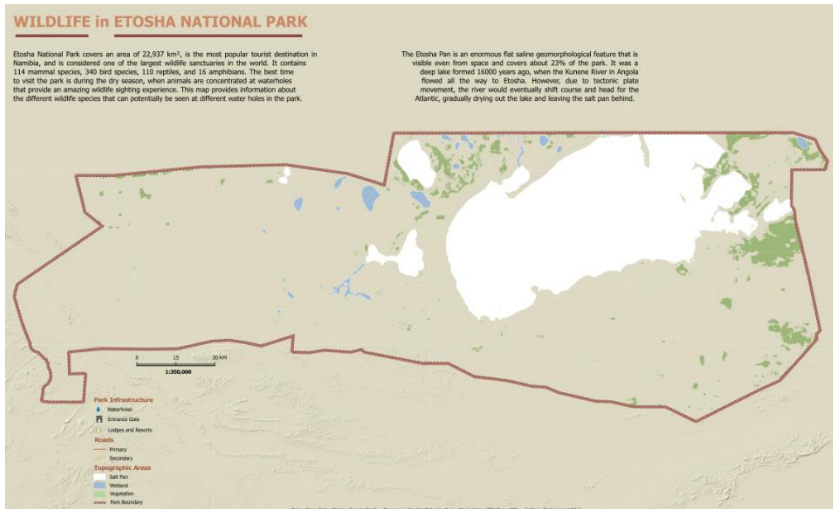 WILDLIFE in ETOSHA NATIONAL PARK
Etosha National Park covers an area of 22,937 km², is the most popular tourist destination in
Namibia, and is considered one of the largest wildlife sanctuaries in the world. It contains
114 mammal species, 340 bird species, 110 reptiles, and 16 amphibians. The best time
to visit the park is during the dry season, when animals are concentrated at waterholes
that provide an amazing wildlife sighting experience. This map provides information about
the different wildlife species that can potentially be seen at different water holes in the park.
The Etosha Pan is an enormous flat saline geomorphological feature that is
visible even from space and covers about 23% of the park. It was a
deep lake formed 16000 years ago, when the Kunene River in Angola
flowed all the way to Etosha. However, due to tectonic plate
movement, the river would eventually shift course and head for the
Atlantic, gradually drying out the lake and leaving the salt pan behind.
0 15 30 km
1:350,000
Park Infrastructure
Waterholes
Entrance Gate
Lodges and Resorts
Roads
Primary
Secondary
Topographic Areas
Salt Pan
Wetland
Vegetation
Park Boundary